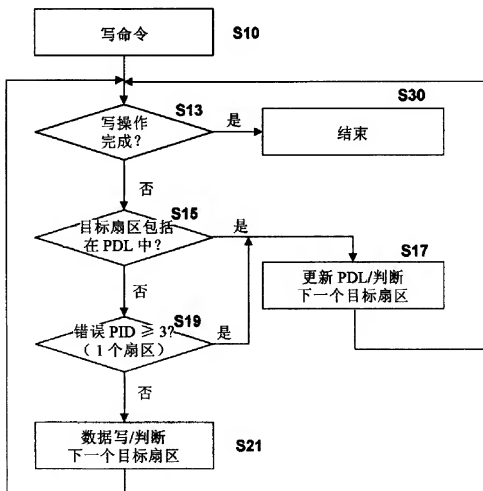 写命令
S10
S30
S13
写操作
完成？
是
结束
否
S15
目标扇区包括
在 PDL 中？
是
S17
更新 PDL/判断
下一个目标扇区
否
S19
错误 PID ≥ 3?
（1 个扇区）
是
否
数据写/判断
下一个目标扇区
S21